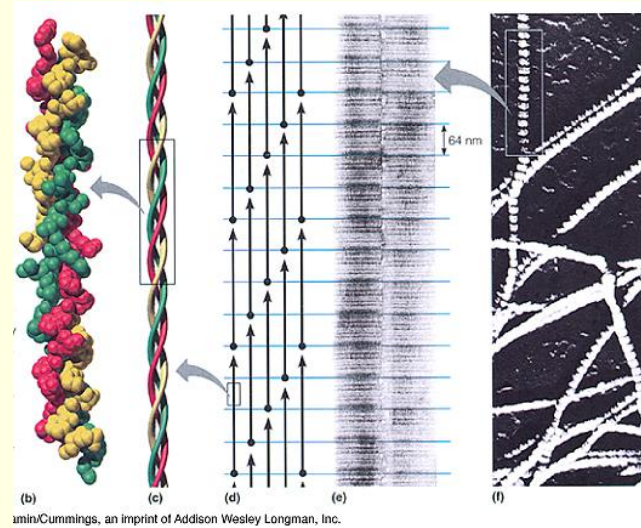 64 nm
(b)
(c)
(d)
(e)
(f)
amin/Cummings, an imprint of Addison Wesley Longman, Inc.